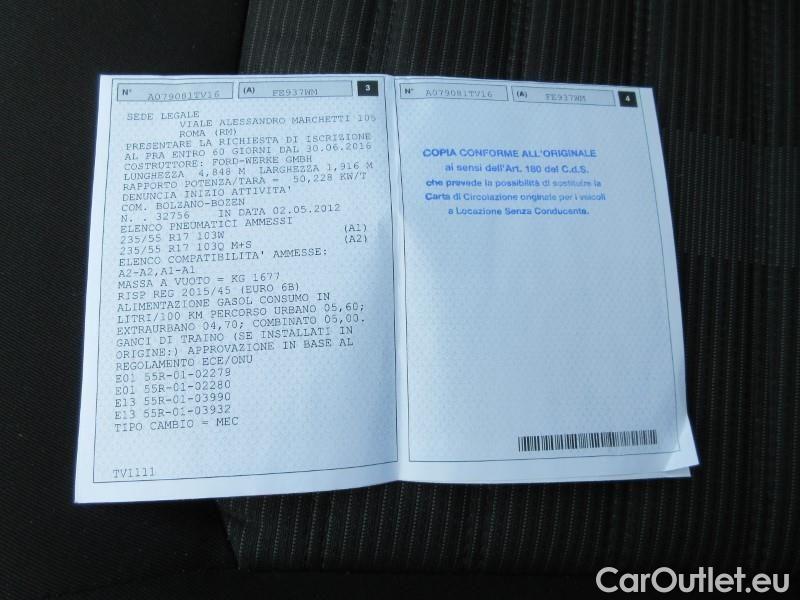 N° A079081TV16 (A) FE937WM 3
SEDE LEGALE
VIALE ALESSANDRO MARCHETTI 105
ROMA (RM)
PRESENTARE LA RICHIESTA DI ISCRIZIONE
AL PRA ENTRO 60 GIORNI DAL 30.06.2016
COSTRUTTORE: FORD-WERKE GMBH
LUNGHEZZA 4,848 M LARGHEZZA 1,916 M
RAPPORTO POTENZA/TARA = 50,228 KW/T
DENUNCIA INIZIO ATTIVITA'
COM. BOLZANO-BOZEN
N. . 32756 IN DATA 02.05.2012
ELENCO PNEUMATICI AMMESSI
235/55 R17 103W (A1)
235/55 R17 103Q M+S (A2)
ELENCO COMPATIBILITA' AMMESSE:
A2-A2,A1-A1
MASSA A VUOTO = KG 1677
RISP REG 2015/45 (EURO 6B)
ALIMENTAZIONE GASOL CONSUMO IN
LITRI/100 KM PERCORSO URBANO 05,60;
EXTRAURBANO 04,70; COMBINATO 05,00.
GANCI DI TRAINO (SE INSTALLATI IN
ORIGINE:) APPROVAZIONE IN BASE AL
REGOLAMENTO ECE/ONU
E01 55R-01-02279
E01 55R-01-02280
E13 55R-01-03990
E13 55R-01-03932
TIPO CAMBIO = MEC
TV1111
N° A079081TV16 (A) FE937WM 4
COPIA CONFORME ALL'ORIGINALE
ai sensi dell'Art. 180 del C.d.S.
che prevede la possibilità di sostituire la
Carta di Circolazione originale per i veicoli
a Locazione Senza Conducente.
CarOutlet.eu